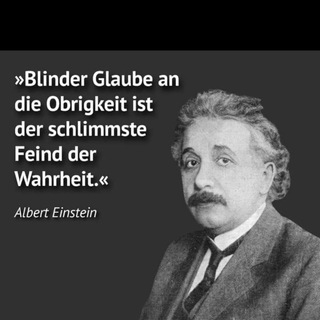 »Blinder Glaube an
die Obrigkeit ist
der schlimmste
Feind der
Wahrheit.«
Albert Einstein